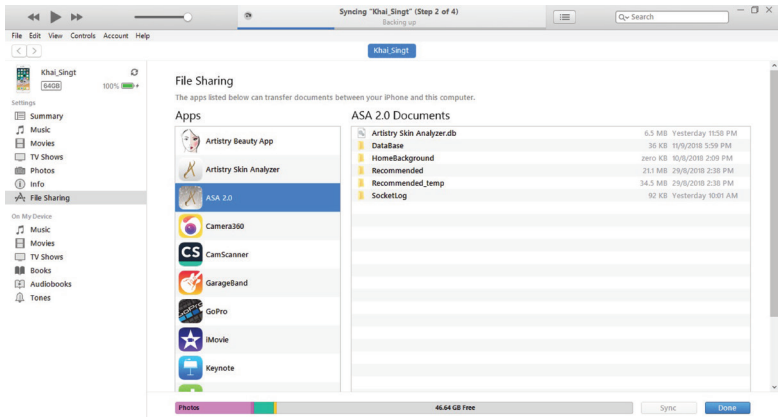 Syncing "Khai_Singt" (Step 2 of 4)
Backing up
Search
File Edit View Controls Account Help
Khai_Singt
Khai_Singt
64GB 100%
Settings
Summary
Music
Movies
TV Shows
Photos
Info
File Sharing
On My Device
Music
Movies
TV Shows
Books
Audiobooks
Tones
File Sharing
The apps listed below can transfer documents between your iPhone and this computer.
Apps
Artistry Beauty App
Artistry Skin Analyzer
ASA 2.0
Camera360
CS CamScanner
GarageBand
GoPro GoPro
iMovie
Keynote
ASA 2.0 Documents
Artistry Skin Analyzer.db 6.5 MB Yesterday 11:58 PM
DataBase 36 KB 11/9/2018 5:59 PM
HomeBackground zero KB 10/8/2018 2:09 PM
Recommended 21.1 MB 29/8/2018 2:38 PM
Recommended_temp 34.5 MB 29/8/2018 2:38 PM
SocketLog 92 KB Yesterday 10:01 AM
Photos 46.64 GB Free Sync Done